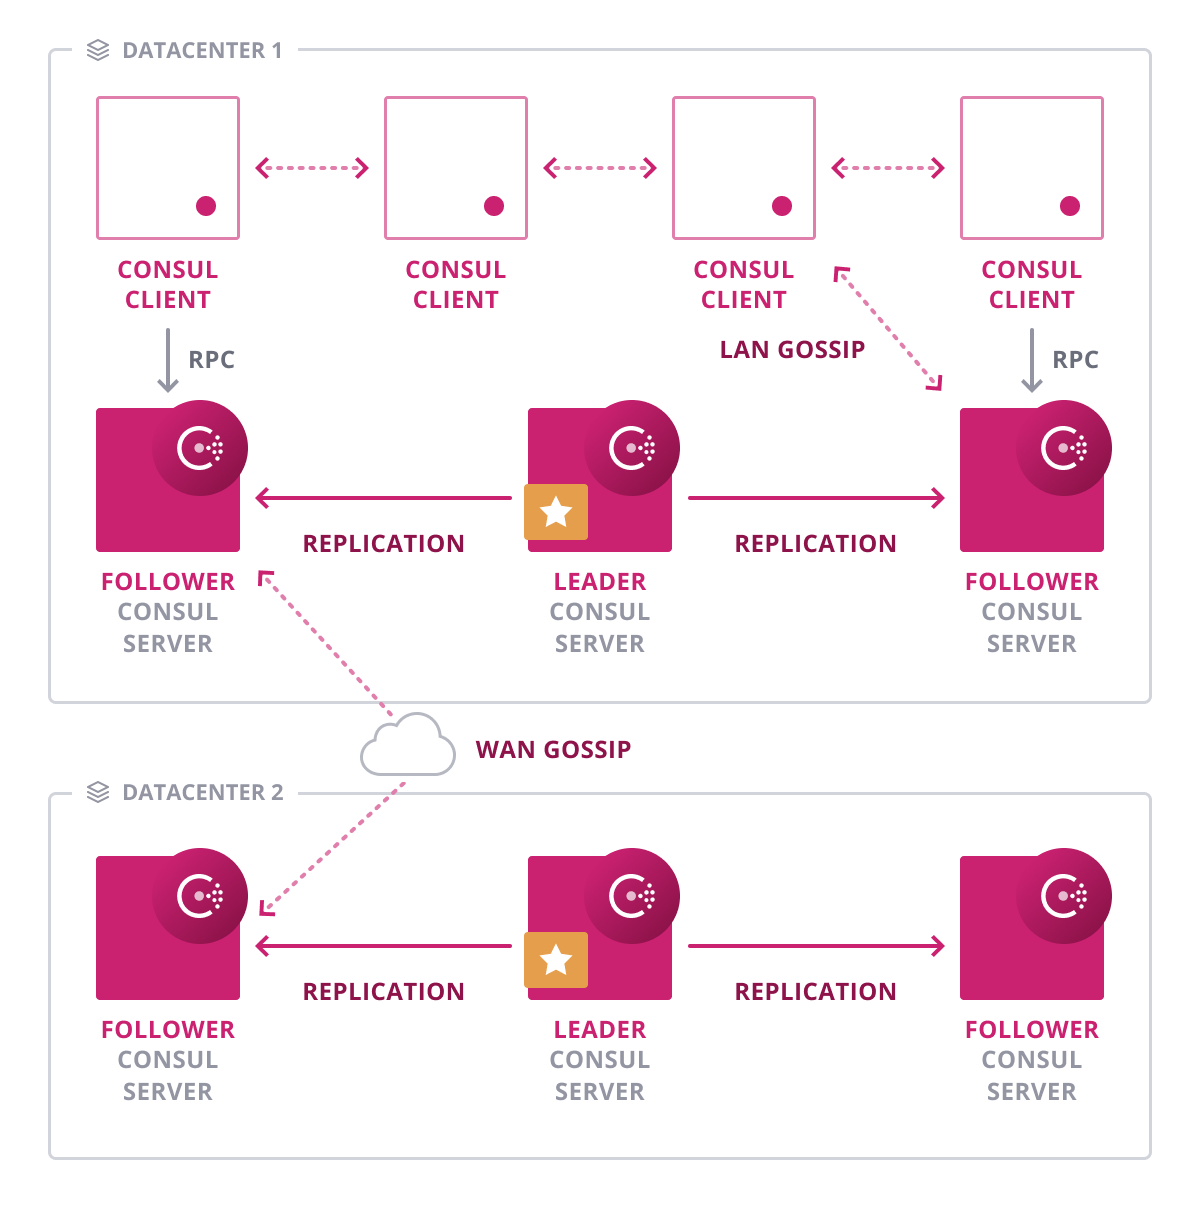 DATACENTER 1
CONSUL
CLIENT
CONSUL
CLIENT
CONSUL
CLIENT
CONSUL
CLIENT
RPC
LAN GOSSIP
RPC
REPLICATION
REPLICATION
FOLLOWER
CONSUL
SERVER
LEADER
CONSUL
SERVER
FOLLOWER
CONSUL
SERVER
WAN GOSSIP
DATACENTER 2
REPLICATION
REPLICATION
FOLLOWER
CONSUL
SERVER
LEADER
CONSUL
SERVER
FOLLOWER
CONSUL
SERVER